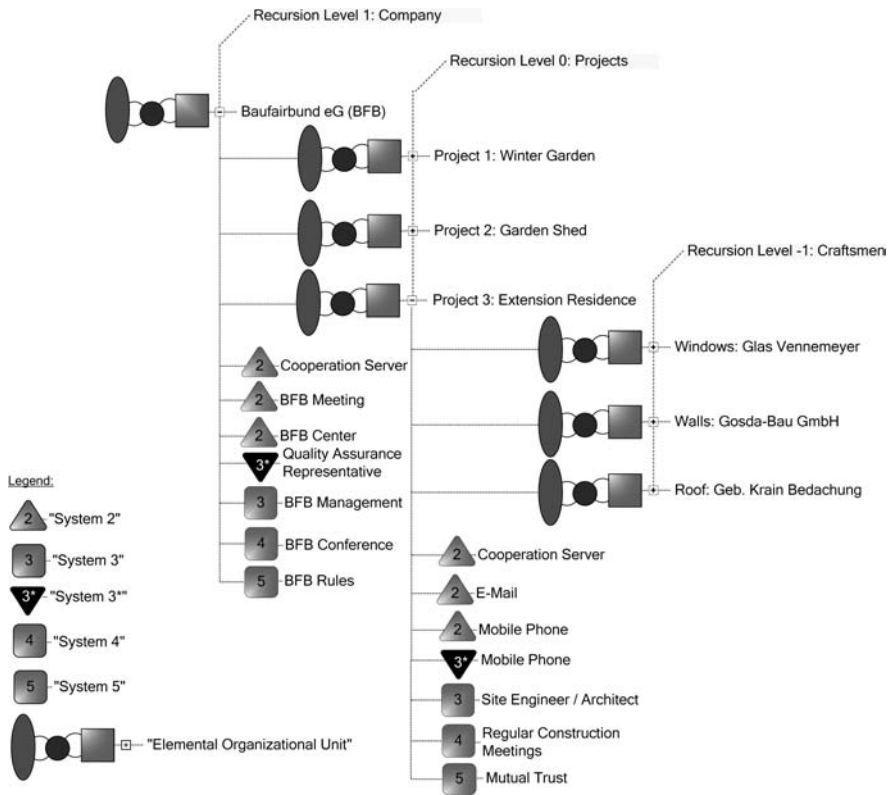 Recursion Level 1: Company
Recursion Level 0: Projects
Baufairbund eG (BFB)
Project 1: Winter Garden
Project 2: Garden Shed
Recursion Level -1: Craftsmen
Project 3: Extension Residence
Windows: Glas Vennemeyer
2 Cooperation Server
2 BFB Meeting
Walls: Gosda-Bau GmbH
2 BFB Center
3* Quality Assurance
Representative
Roof: Geb. Krain Bedachung
3 BFB Management
4 BFB Conference
5 BFB Rules
2 Cooperation Server
2 E-Mail
2 Mobile Phone
3* Mobile Phone
3 Site Engineer / Architect
4 Regular Construction
Meetings
5 Mutual Trust
Legend:
2 "System 2"
3 "System 3"
3* "System 3*"
4 "System 4"
5 "System 5"
"Elemental Organizational Unit"